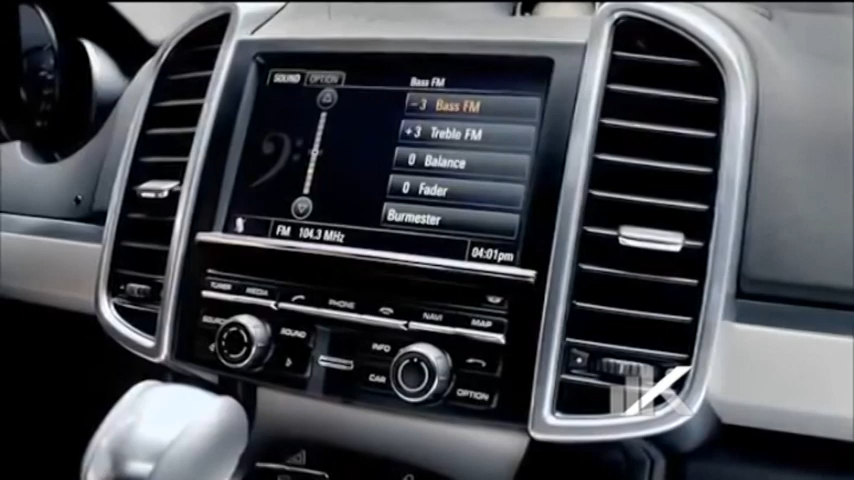 SOUND OPTION
Bass FM
−3 Bass FM
+3 Treble FM
0 Balance
0 Fader
Burmester
FM 104.3 MHz
04:01pm
TUNER MEDIA PHONE NAVI MAP
SOURCE SOUND INFO
CAR OPTION
K